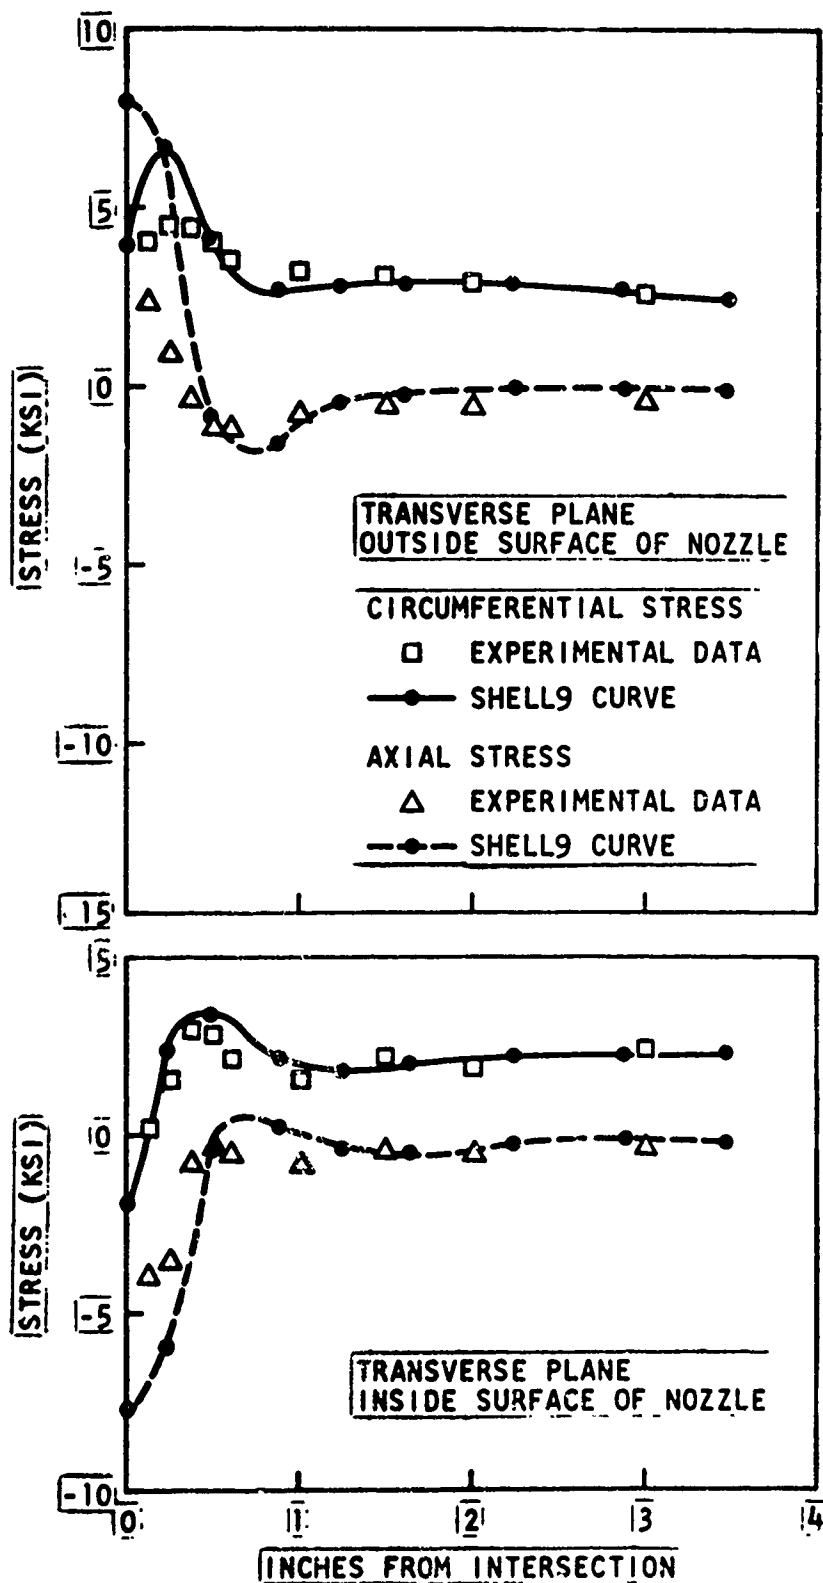 10
5
0
-5
-10
-15
STRESS (KSI)
TRANSVERSE PLANE
OUTSIDE SURFACE OF NOZZLE
CIRCUMFERENTIAL STRESS
EXPERIMENTAL DATA
SHELL9 CURVE
AXIAL STRESS
EXPERIMENTAL DATA
SHELL9 CURVE
5
0
-5
-10
STRESS (KSI)
TRANSVERSE PLANE
INSIDE SURFACE OF NOZZLE
0 1 2 3 4
INCHES FROM INTERSECTION